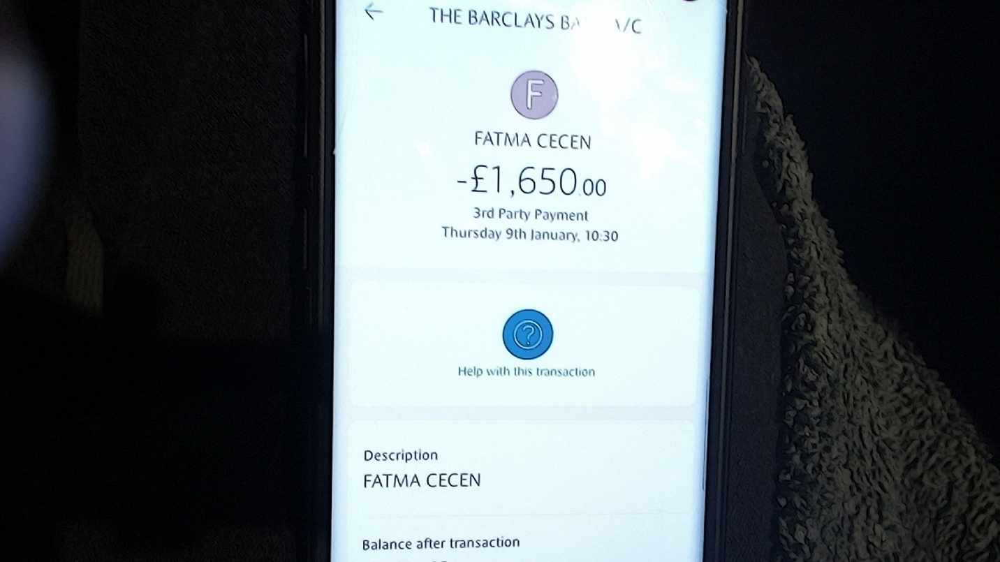 THE BARCLAYS
A/C
F
FATMA CECEN
-£1,650.00
3rd Party Payment
Thursday 9th January, 10:30
?
Help with this transaction
Description
FATMA CECEN
Balance after transaction